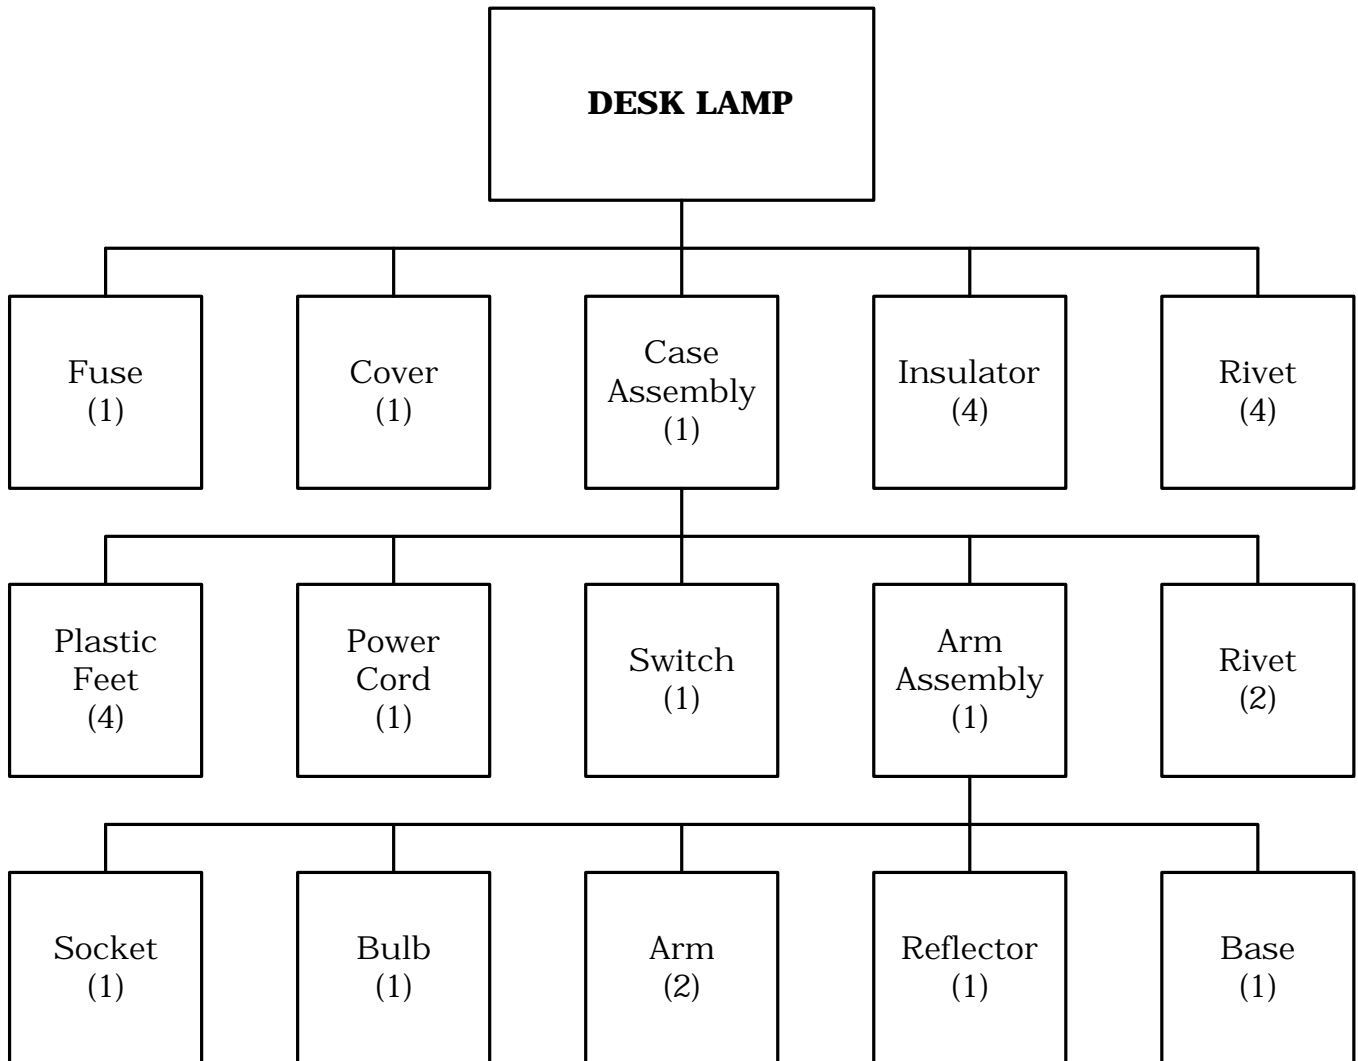 DESK LAMP
Fuse
(1)
Cover
(1)
Case
Assembly
(1)
Insulator
(4)
Rivet
(4)
Plastic
Feet
(4)
Power
Cord
(1)
Switch
(1)
Arm
Assembly
(1)
Rivet
(2)
Socket
(1)
Bulb
(1)
Arm
(2)
Reflector
(1)
Base
(1)